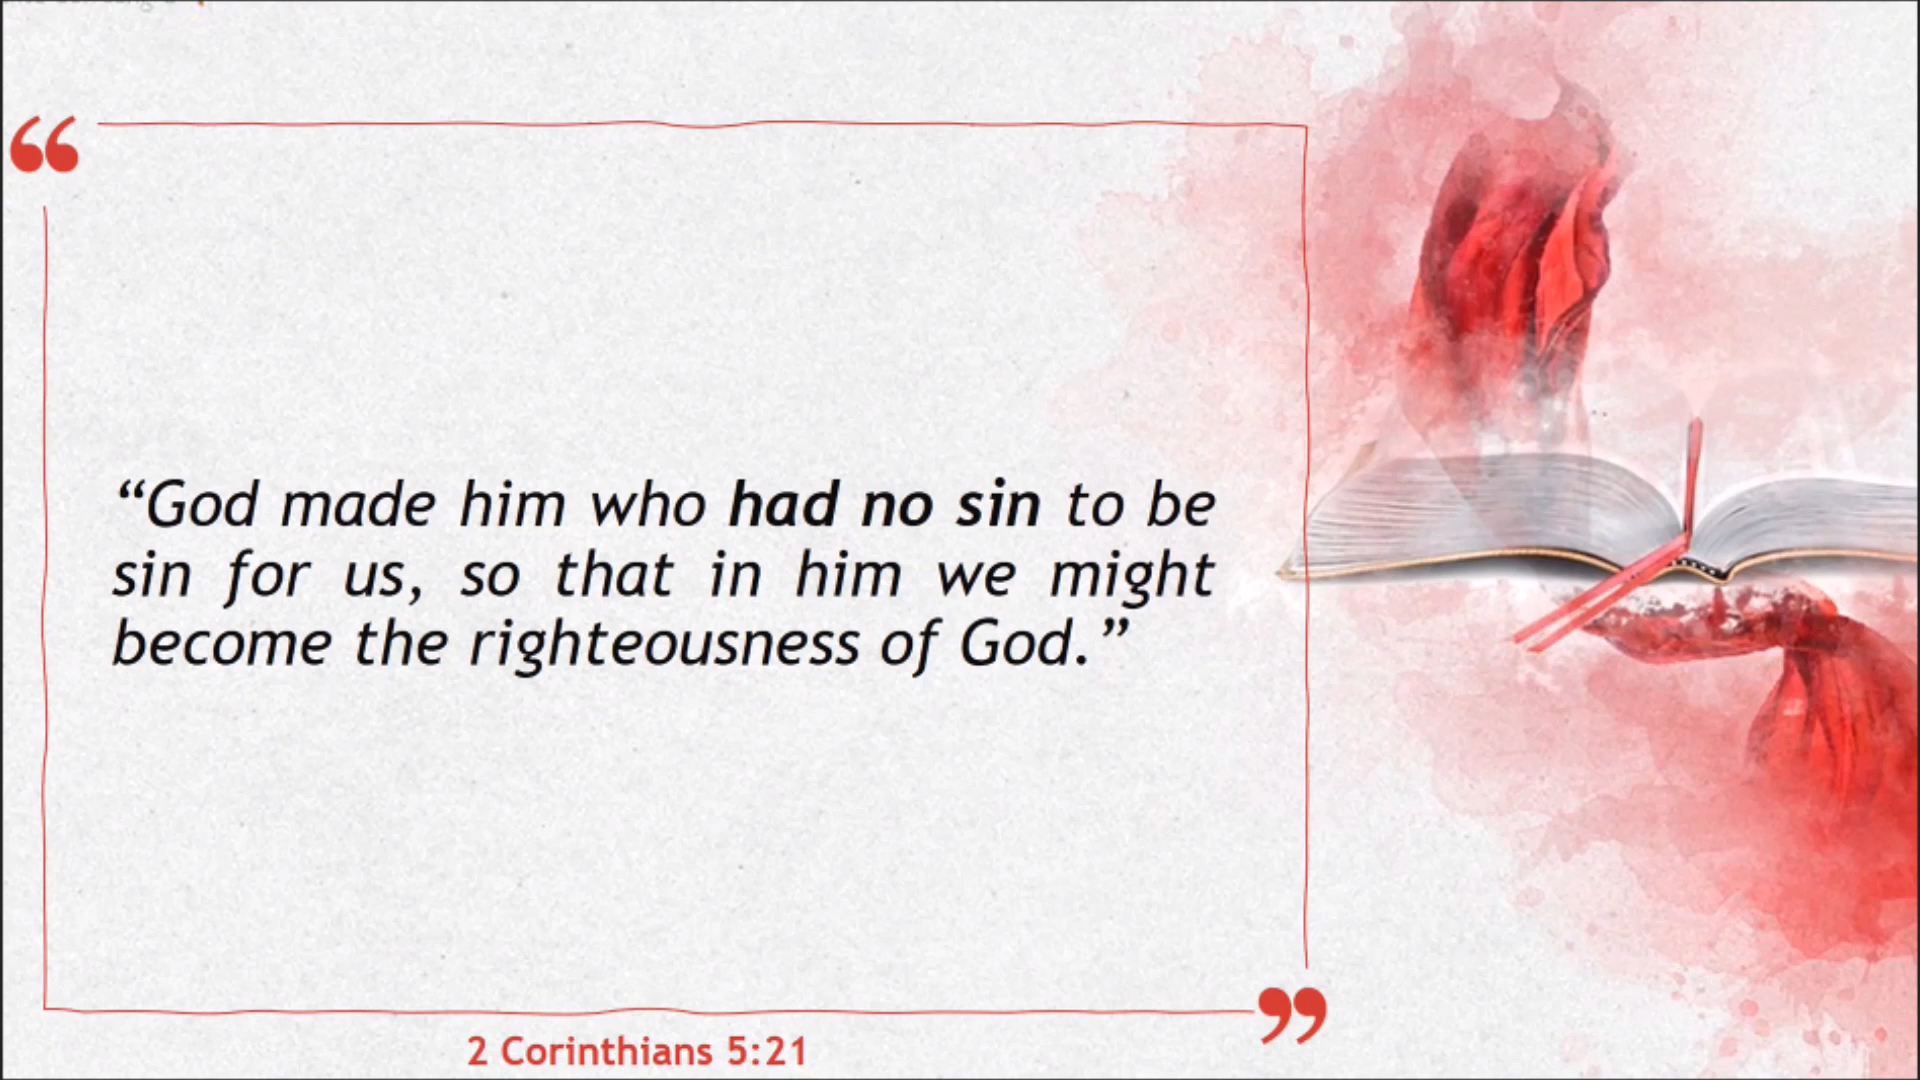 “God made him who had no sin to be
sin for us, so that in him we might
become the righteousness of God.”
2 Corinthians 5:21